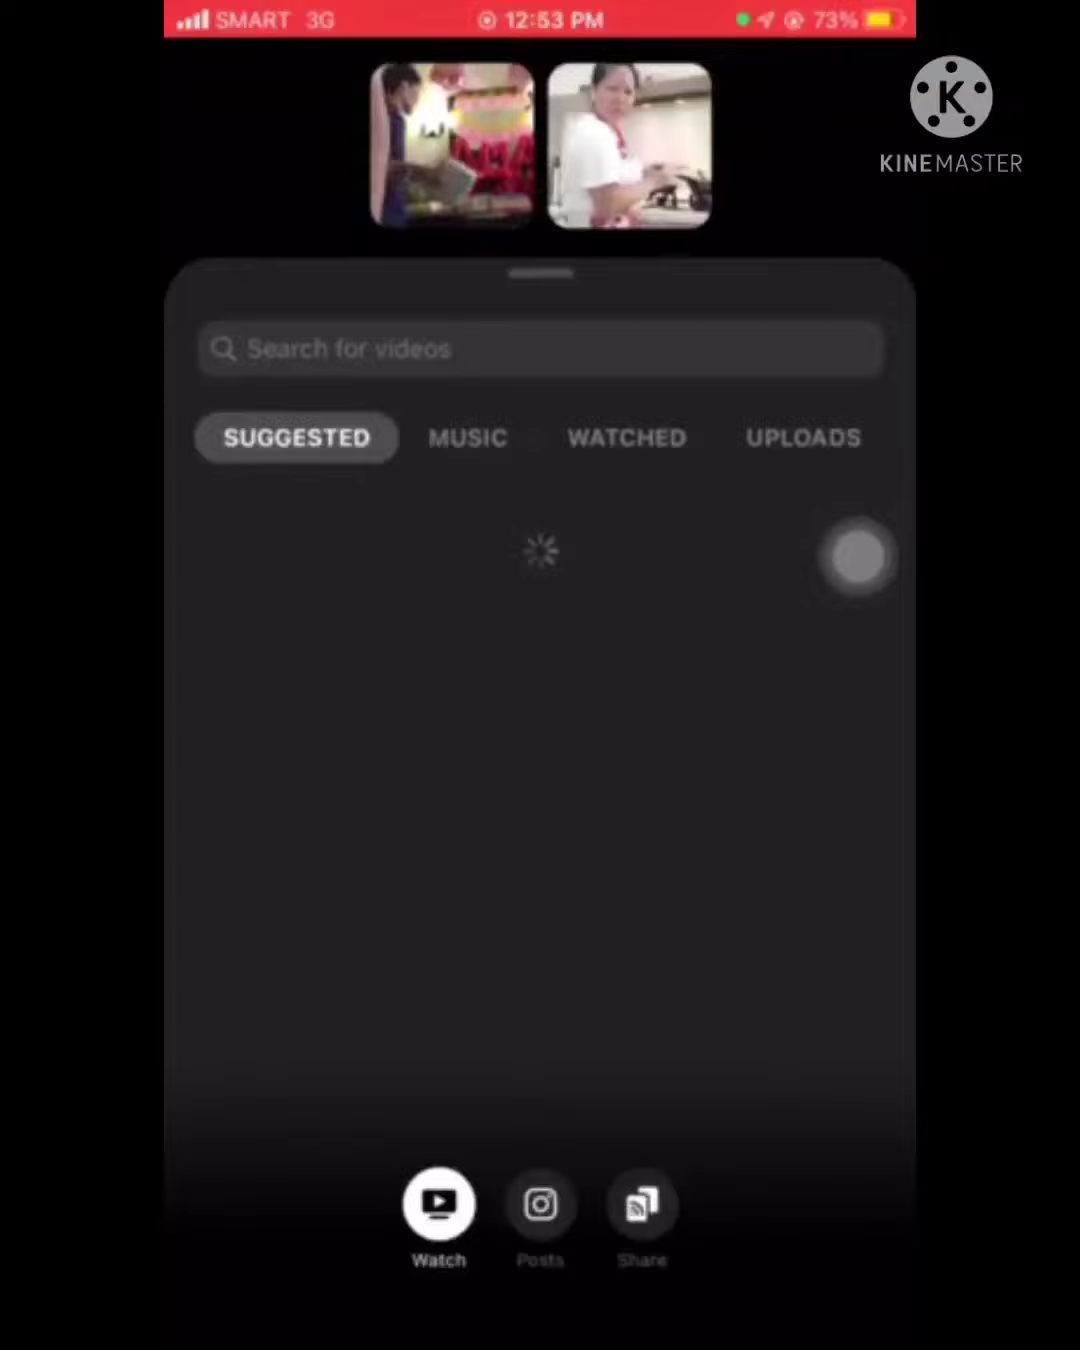 SMART 3G 12:53 PM 73%
K
KINEMASTER
Search for videos
SUGGESTED MUSIC WATCHED UPLOADS
Watch Posts Share